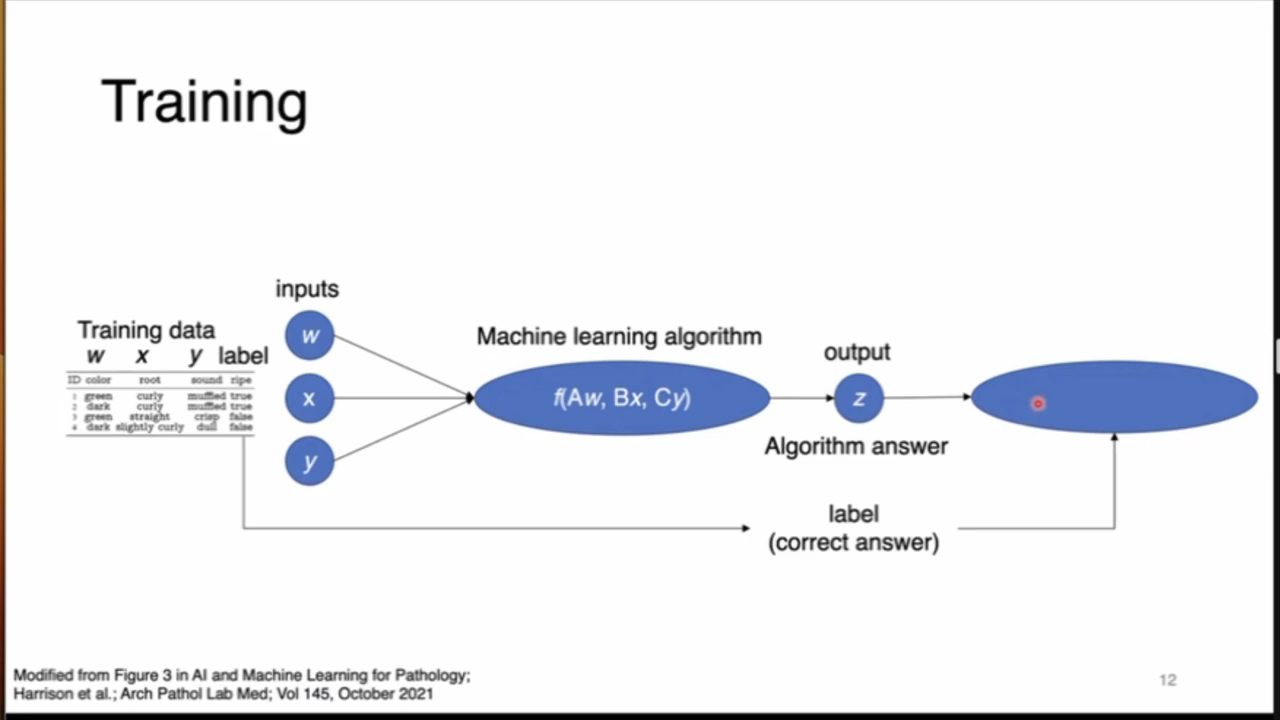 Training
inputs
Training data
w x y label
ID color root sound ripe
1 green curly muffled true
2 dark curly muffled true
3 green straight crisp false
4 dark slightly curly dull false
w
x
y
Machine learning algorithm
f(Aw, Bx, Cy)
output
z
Algorithm answer
label
(correct answer)
Modified from Figure 3 in AI and Machine Learning for Pathology;
Harrison et al.; Arch Pathol Lab Med; Vol 145, October 2021
12